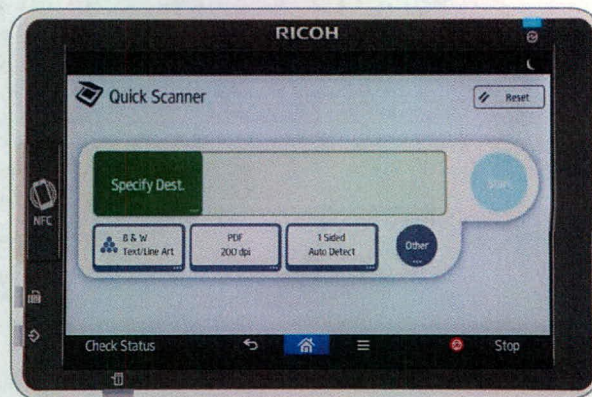 RICOH
Quick Scanner
Reset
Specify Dest.
Start
B & W
Text/Line Art
PDF
200 dpi
1 Sided
Auto Detect
Other
NFC
Check Status
Stop